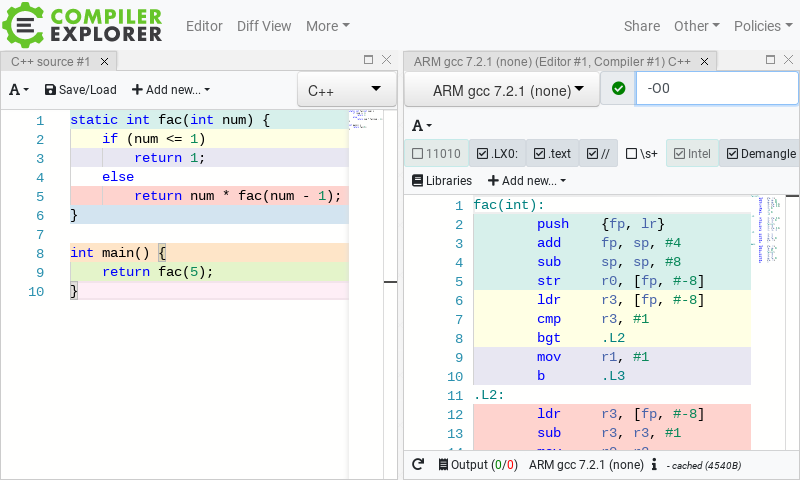 COMPILER
EXPLORER
Editor Diff View More Share Other Policies
C++ source #1 ×
A Save/Load + Add new... C++
1 static int fac(int num) {
2 if (num <= 1)
3 return 1;
4 else
5 return num * fac(num - 1);
6 }
7
8 int main() {
9 return fac(5);
10 }
ARM gcc 7.2.1 (none) (Editor #1, Compiler #1) C++ ×
ARM gcc 7.2.1 (none) -O0
A
11010 .LX0: .text // \s+ Intel Demangle
Libraries + Add new...
1 fac(int):
2 push {fp, lr}
3 add fp, sp, #4
4 sub sp, sp, #8
5 str r0, [fp, #-8]
6 ldr r3, [fp, #-8]
7 cmp r3, #1
8 bgt .L2
9 mov r1, #1
10 b .L3
11 .L2:
12 ldr r3, [fp, #-8]
13 sub r3, r3, #1
Output (0/0) ARM gcc 7.2.1 (none) i - cached (4540B)